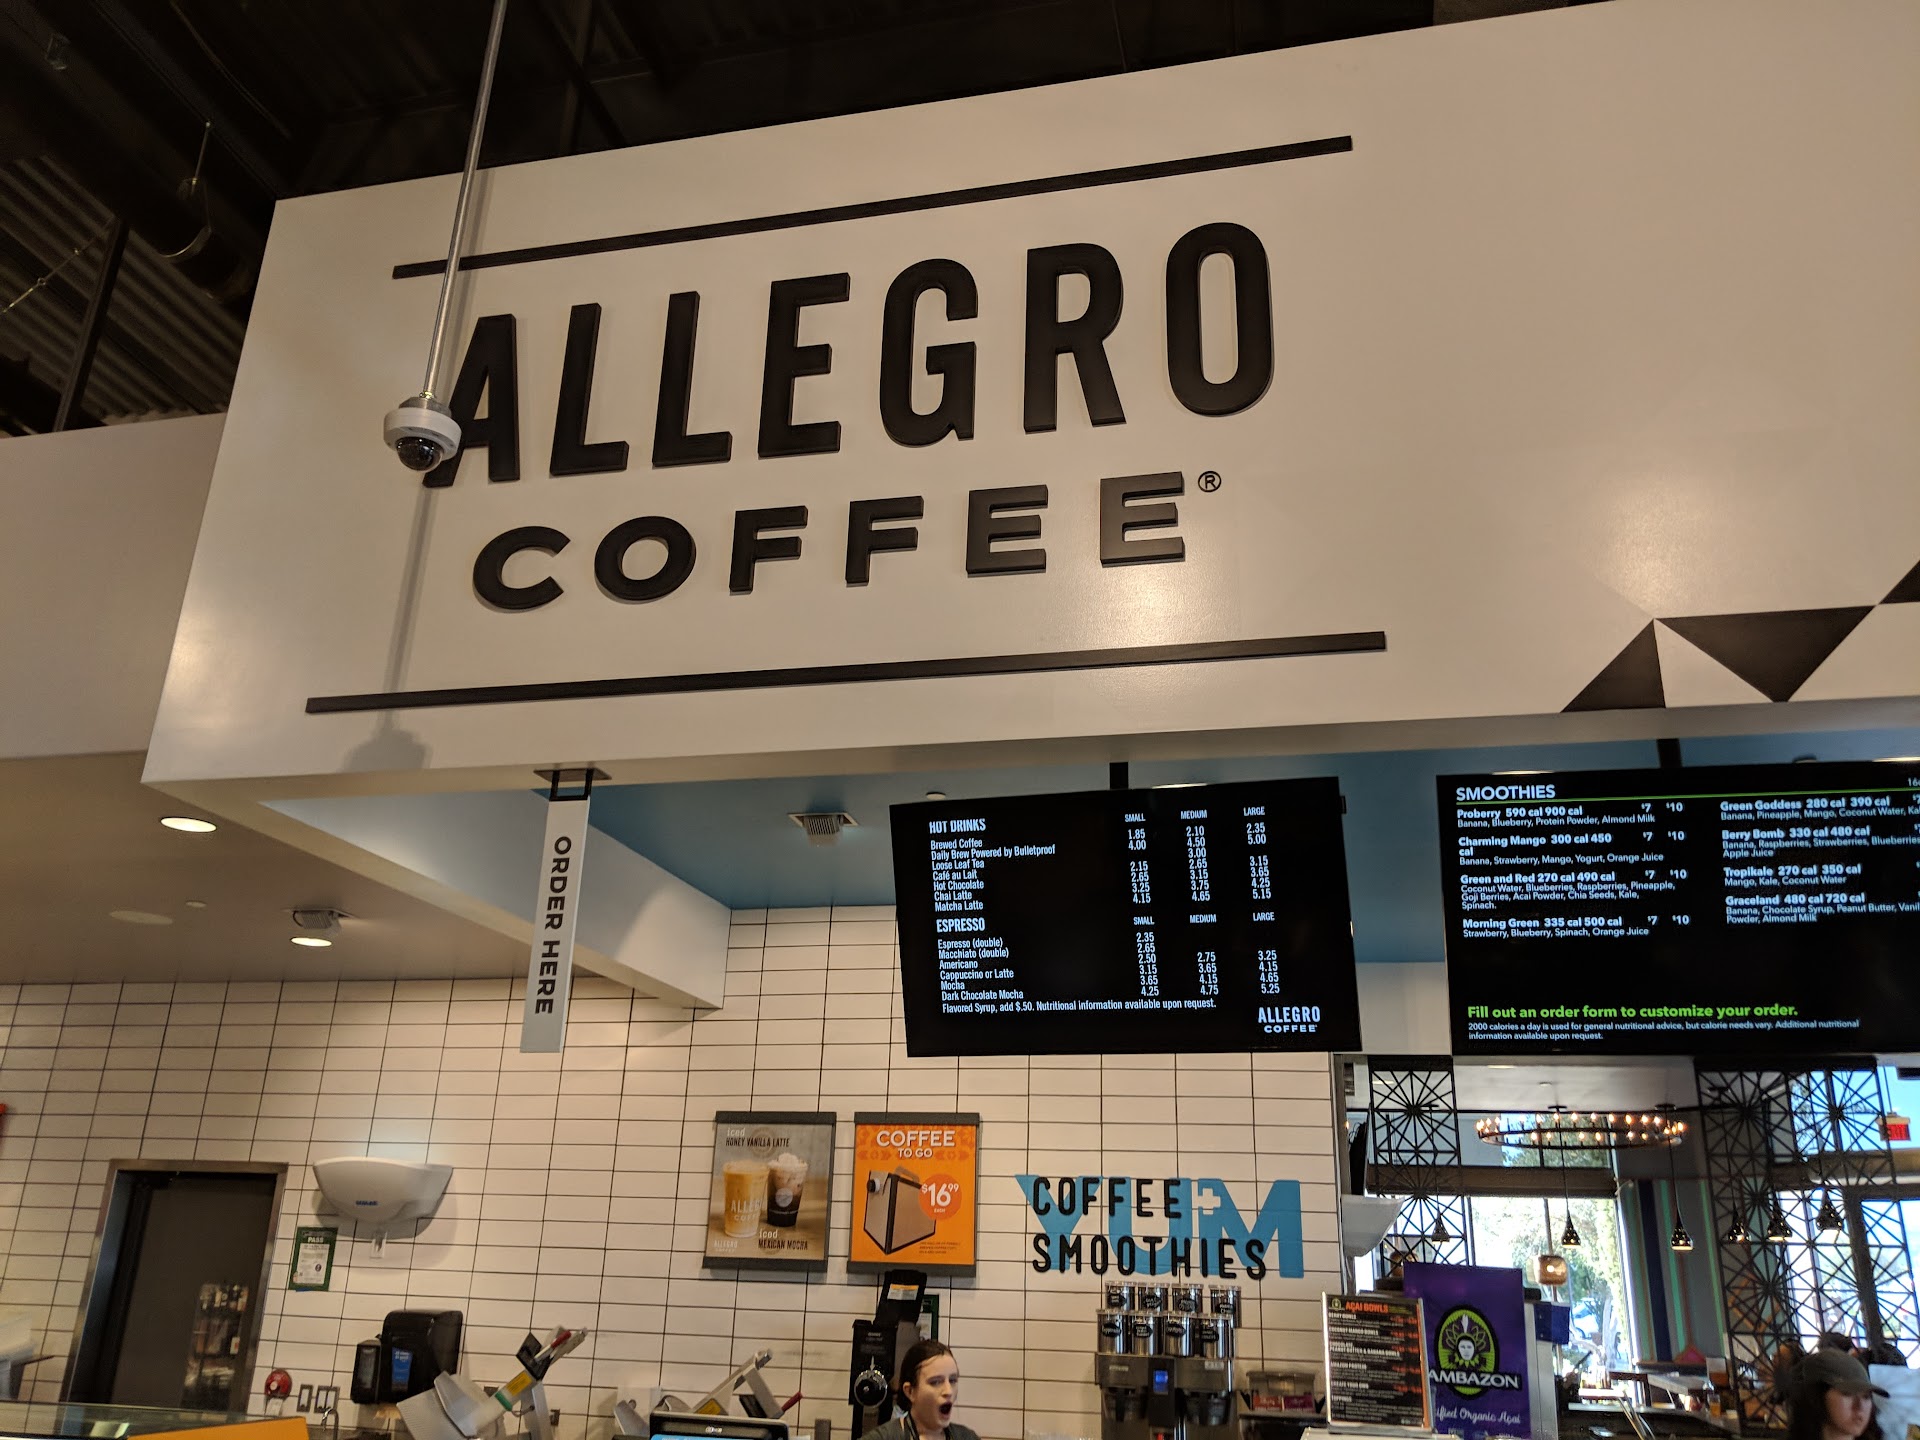 ALLEGRO
COFFEE®
ORDER HERE
HOT DRINKS SMALL MEDIUM LARGE
Brewed Coffee 1.85 2.10 2.35
Daily Brew Powered by Bulletproof 4.00 4.50 5.00
Loose Leaf Tea 3.00
Café au Lait 2.15 2.65 3.15
Hot Chocolate 2.65 3.15 3.65
Chai Latte 3.25 3.75 4.25
Matcha Latte 4.15 4.65 5.15
ESPRESSO SMALL MEDIUM LARGE
Espresso (double) 2.35
Macchiato (double) 2.65
Americano 2.50 2.75 3.25
Cappuccino or Latte 3.15 3.65 4.15
Mocha 3.65 4.15 4.65
Dark Chocolate Mocha 4.25 4.75 5.25
Flavored Syrup, add $.50. Nutritional information available upon request.
ALLEGRO
COFFEE
SMOOTHIES
Proberry 590 cal 900 cal $7 $10
Banana, Blueberry, Protein Powder, Almond Milk
Charming Mango 300 cal 450 $7 $10
cal
Banana, Strawberry, Mango, Yogurt, Orange Juice
Green and Red 270 cal 490 cal $7 $10
Coconut Water, Blueberries, Raspberries, Pineapple,
Goji Berries, Acai Powder, Chia Seeds, Kale,
Spinach.
Morning Green 335 cal 500 cal $7 $10
Strawberry, Blueberry, Spinach, Orange Juice
Green Goddess 280 cal 390 cal
Banana, Pineapple, Mango, Coconut Water,
Berry Bomb 330 cal 480 cal
Banana, Raspberries, Strawberries, Blueberries
Apple Juice
Tropikale 270 cal 350 cal
Mango, Kale, Coconut Water
Graceland 480 cal 720 cal
Banana, Chocolate Syrup, Peanut Butter,
Powder, Almond Milk
Fill out an order form to customize your order.
2000 calories a day is used for general nutritional advice, but calorie needs vary. Additional nutritional
information available upon request.
iced
HONEY VANILLA LATTE
ALLEGRO
iced
MEXICAN MOCHA
COFFEE
TO GO
$16.99
EACH
YUM
COFFEE +
SMOOTHIES
PASS
AÇAI BOWLS
AMBAZON